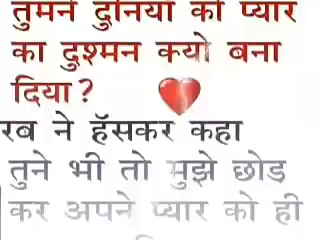 तुमने दुनिया को प्यार
का दुश्मन क्यो बना
दिया?
रब ने हॅसकर कहा
तुने भी तो मुझे छोड
कर अपने प्यार को ही